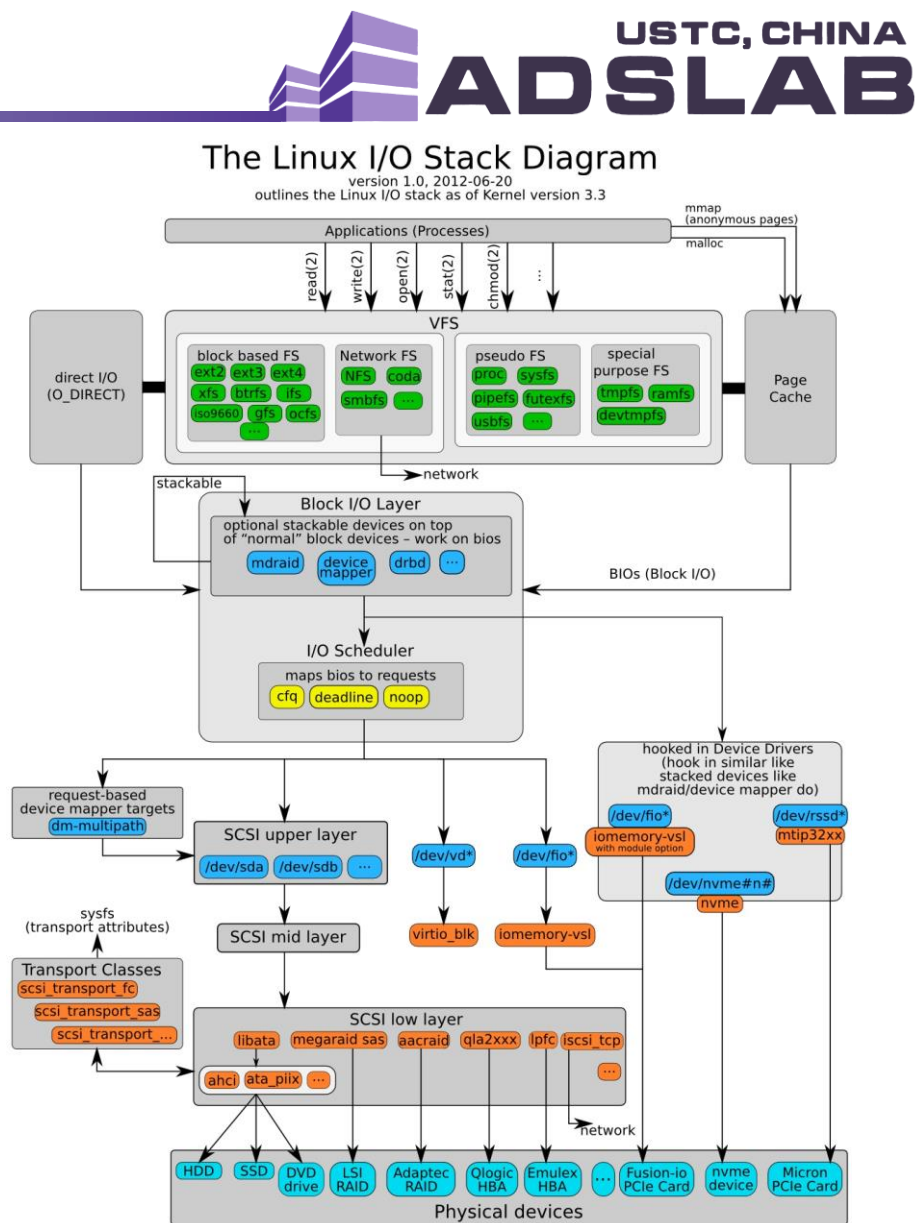 USTC, CHINA
ADSLAB
The Linux I/O Stack Diagram
version 1.0, 2012-06-20
outlines the Linux I/O stack as of Kernel version 3.3
mmap
(anonymous pages)
Applications (Processes)
malloc
read(2)
write(2)
open(2)
stat(2)
chmod(2)
...
VFS
block based FS
ext2 ext3 ext4
xfs btrfs ifs
iso9660 gfs ocfs
...
Network FS
NFS coda
smbfs ...
pseudo FS
proc sysfs
pipefs futexfs
usbfs ...
special
purpose FS
tmpfs ramfs
devtmpfs
direct I/O
(O_DIRECT)
Page
Cache
network
stackable
Block I/O Layer
optional stackable devices on top
of “normal” block devices – work on bios
mdraid
device
mapper
drbd
...
BIOs (Block I/O)
I/O Scheduler
maps bios to requests
cfq deadline noop
hooked in Device Drivers
(hook in similar like
stacked devices like
mdraid/device mapper do)
/dev/fio*
iomemory-vsl
with module option
/dev/rssd*
mtip32xx
/dev/nvme#n#
nvme
request-based
device mapper targets
dm-multipath
SCSI upper layer
/dev/sda /dev/sdb ...
/dev/vd*
/dev/fio*
virtio_blk
iomemory-vsl
SCSI mid layer
sysfs
(transport attributes)
Transport Classes
scsi_transport_fc
scsi_transport_sas
scsi_transport_...
SCSI low layer
libata megaraid sas aacraid qla2xxx lpfc iscsi_tcp
ahci ata_piix ...
...
network
HDD
SSD
DVD
drive
LSI
RAID
Adaptec
RAID
Qlogic
HBA
Emulex
HBA
...
Fusion-io
PCIe Card
nvme
device
Micron
PCIe Card
Physical devices